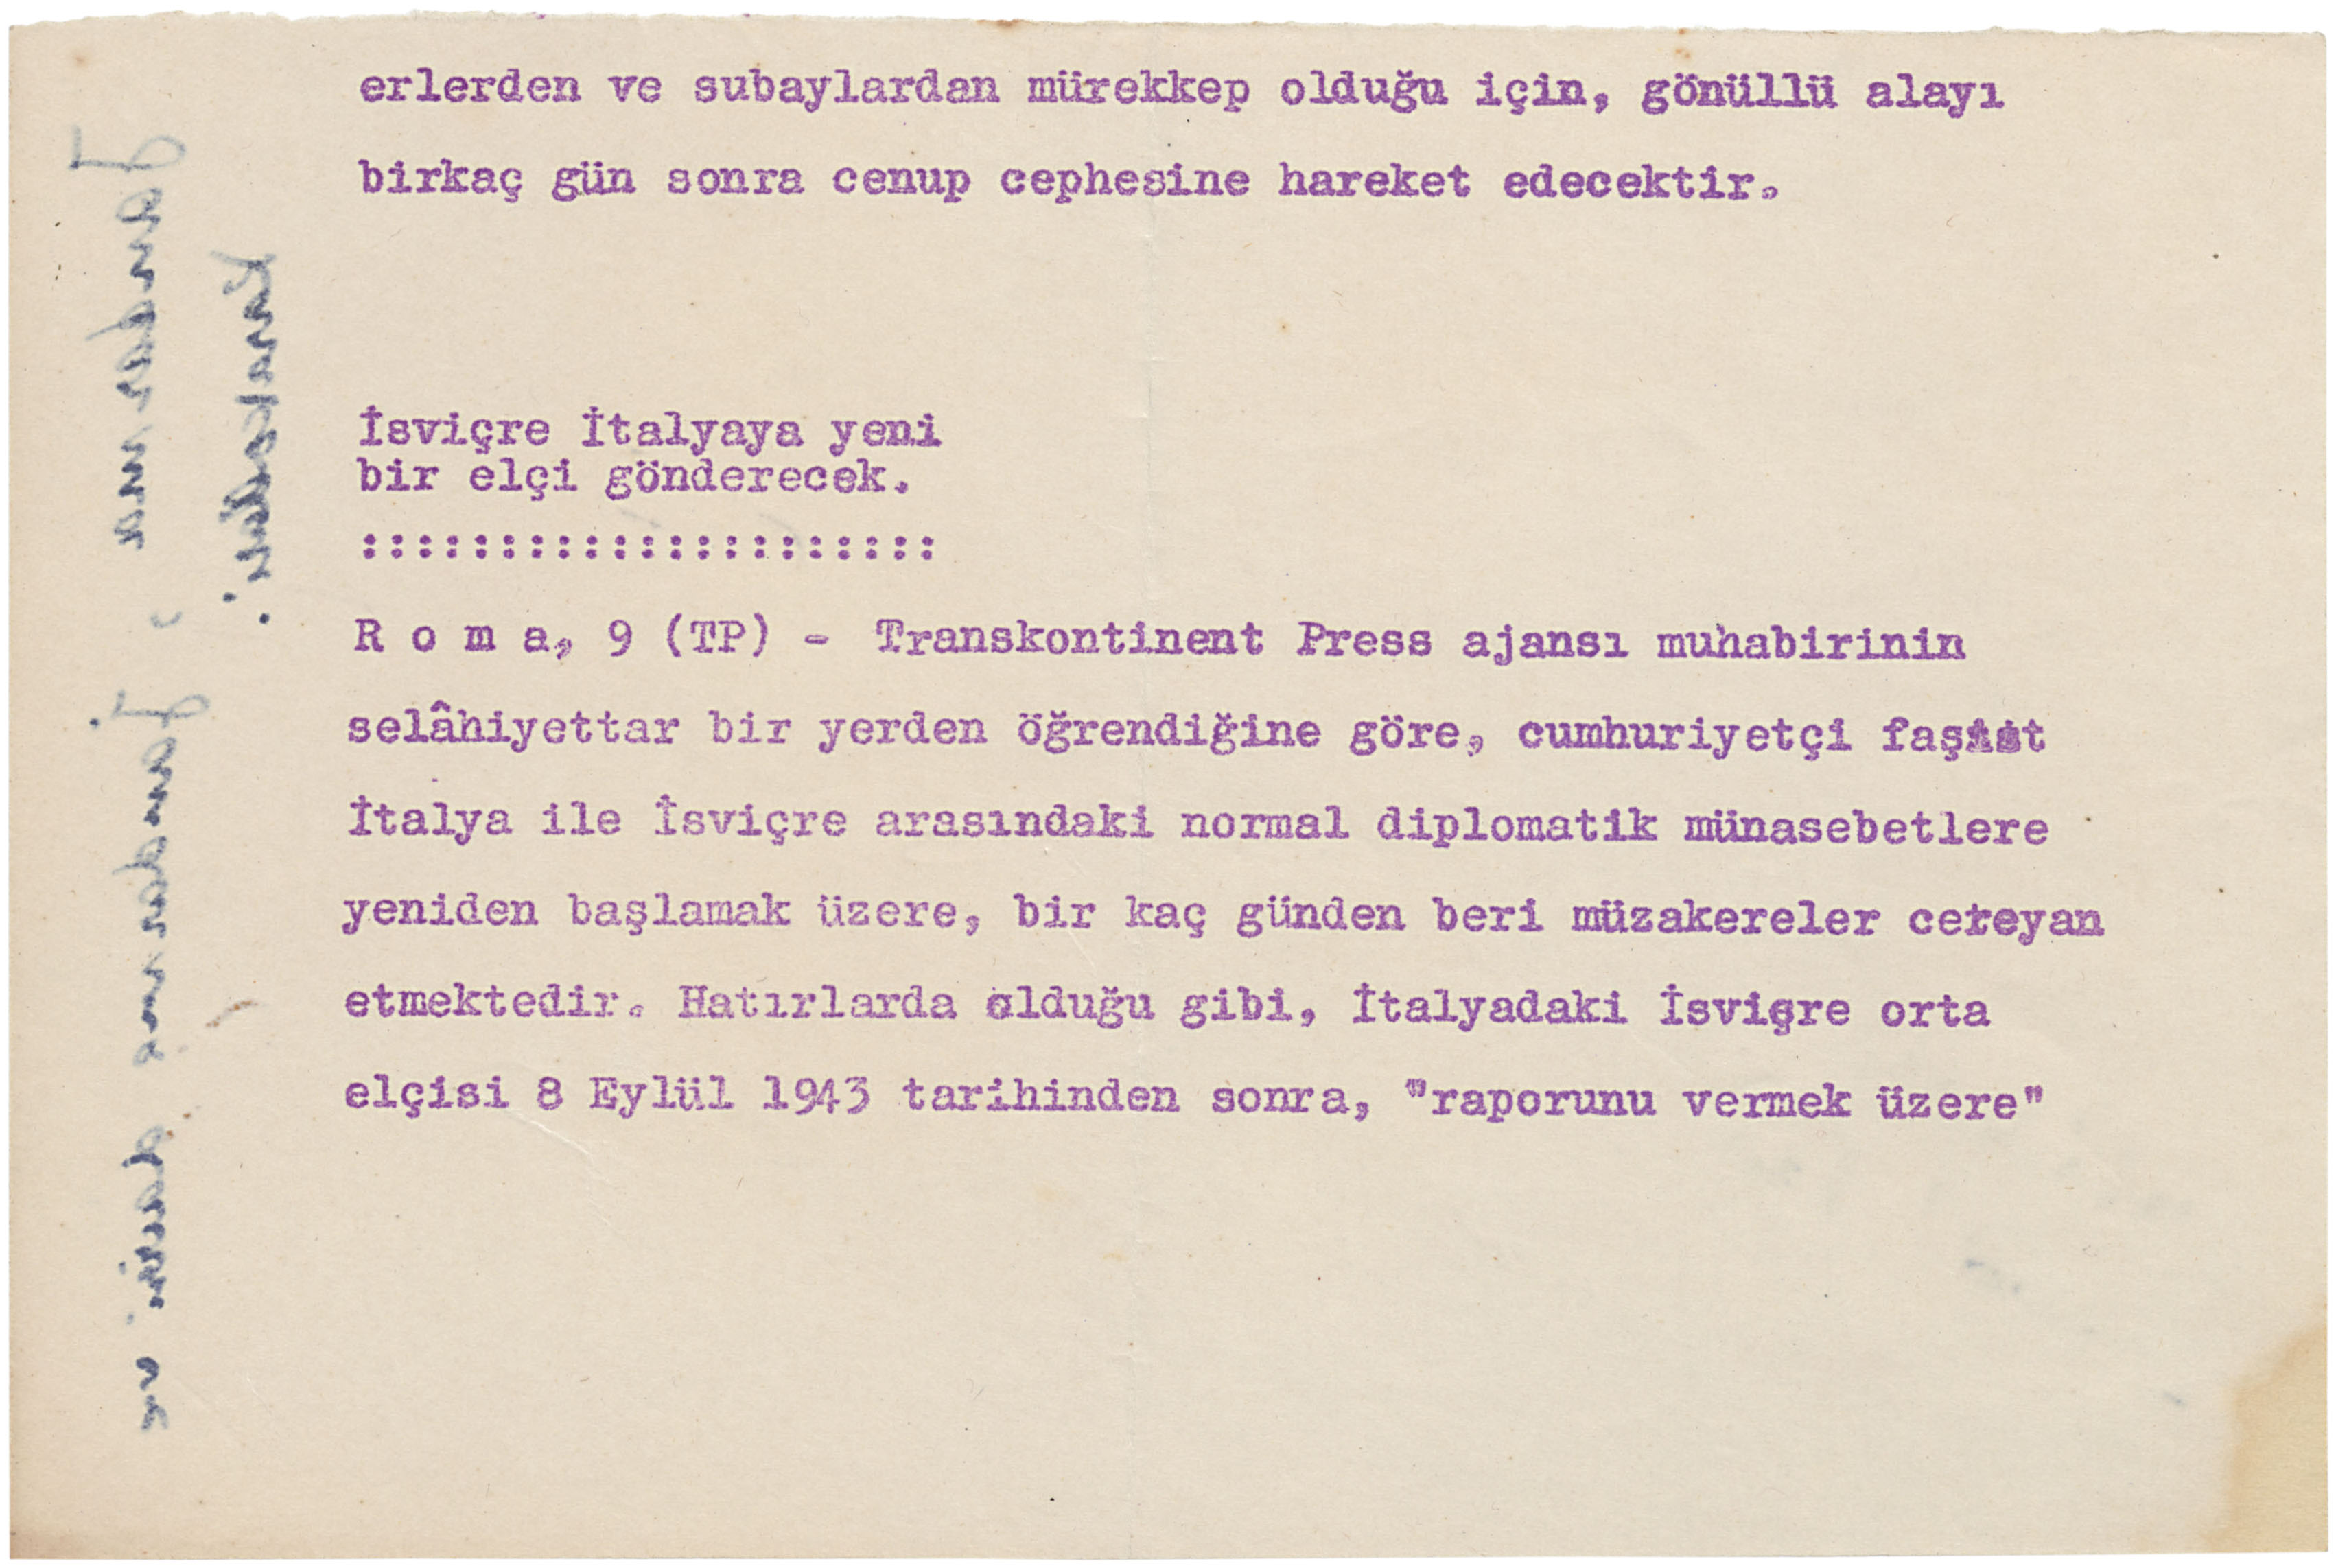 erlerden ve subaylardan mürekkep olduğu için, gönüllü alayı
birkaç gün sonra cenup cephesine hareket edecektir.
İsviçre İtalyaya yeni
bir elçi gönderecek.
:::::::::::::::::::::
R o m a, 9 (TP) - Transkontinent Press ajansı muhabirinin
selâhiyettar bir yerden öğrendiğine göre, cumhuriyetçi faşist
İtalya ile İsviçre arasındaki normal diplomatik münasebetlere
yeniden başlamak üzere, bir kaç günden beri müzakereler cereyan
etmektedir. Hatırlarda olduğu gibi, İtalyadaki İsviçre orta
elçisi 8 Eylül 1943 tarihinden sonra, "raporunu vermek üzere"